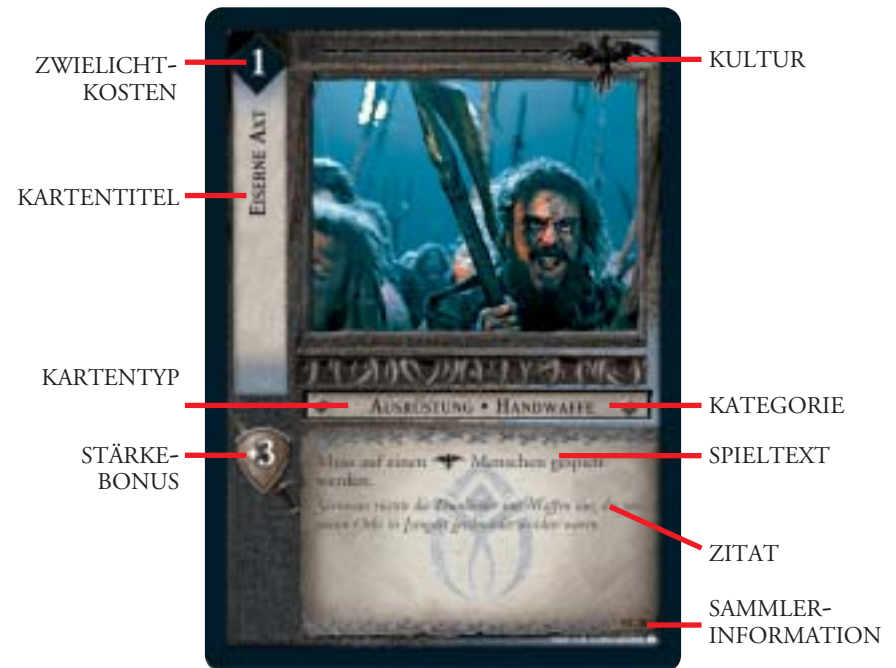 ZWIELICHT-
KOSTEN
1
KULTUR
EISERNE AXT
KARTENTITEL
KARTENTYP
AUSRÜSTUNG • HANDWAFFE
KATEGORIE
STÄRKE-
BONUS
3
Muss auf einen Menschen gespielt
werden.
SPIELTEXT
ZITAT
SAMMLER-
INFORMATION